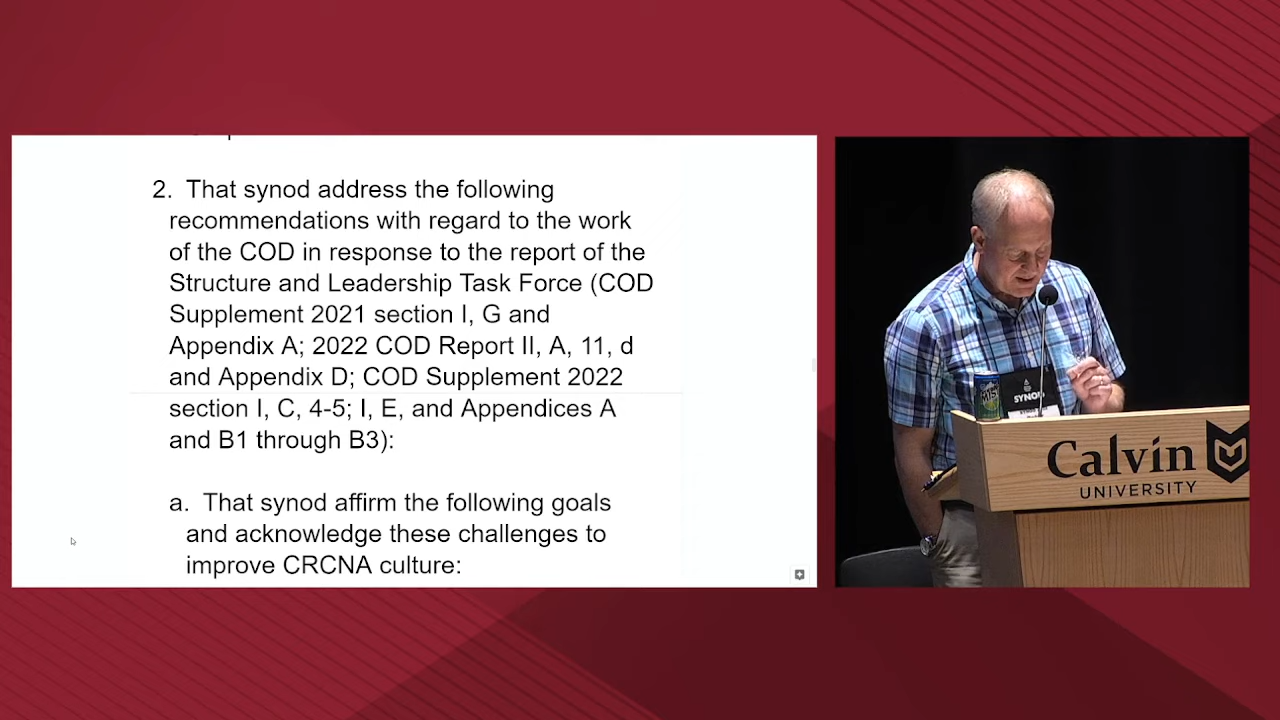 2. That synod address the following
recommendations with regard to the work
of the COD in response to the report of the
Structure and Leadership Task Force (COD
Supplement 2021 section I, G and
Appendix A; 2022 COD Report II, A, 11, d
and Appendix D; COD Supplement 2022
section I, C, 4-5; I, E, and Appendices A
and B1 through B3):
a. That synod affirm the following goals
and acknowledge these challenges to
improve CRCNA culture:
SYNOD
Calvin
UNIVERSITY